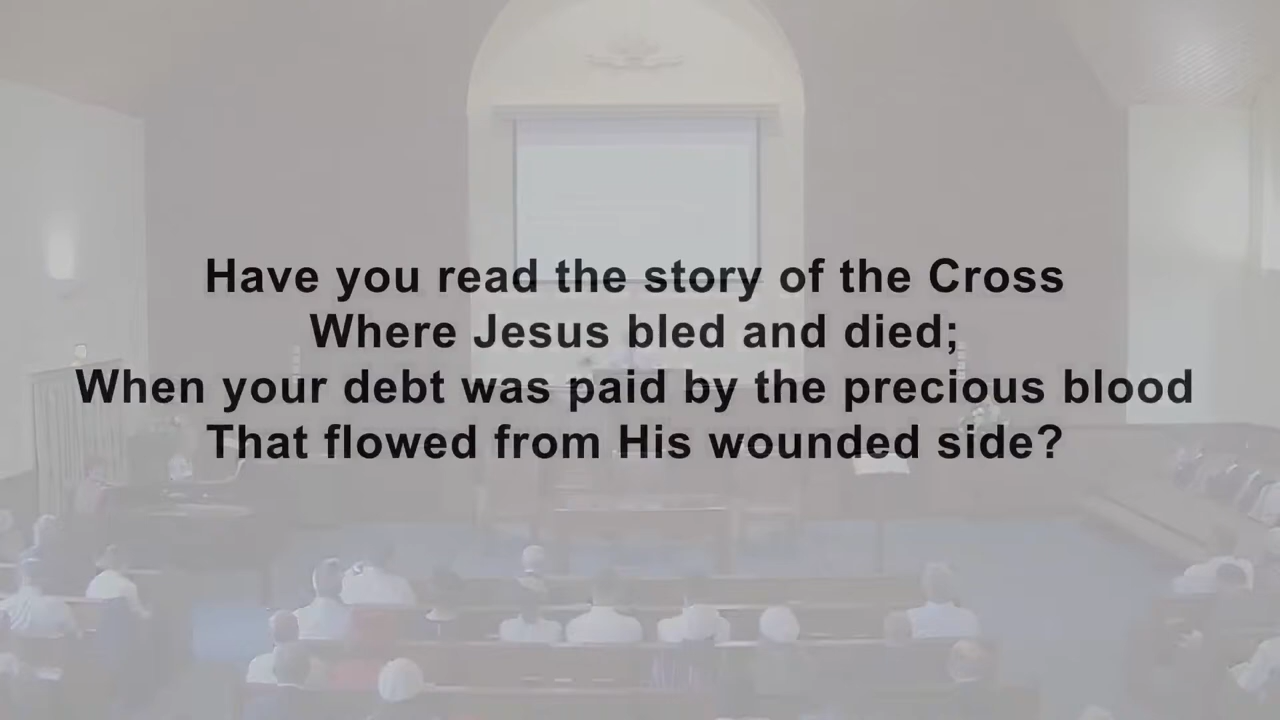 Have you read the story of the Cross
Where Jesus bled and died;
When your debt was paid by the precious blood
That flowed from His wounded side?